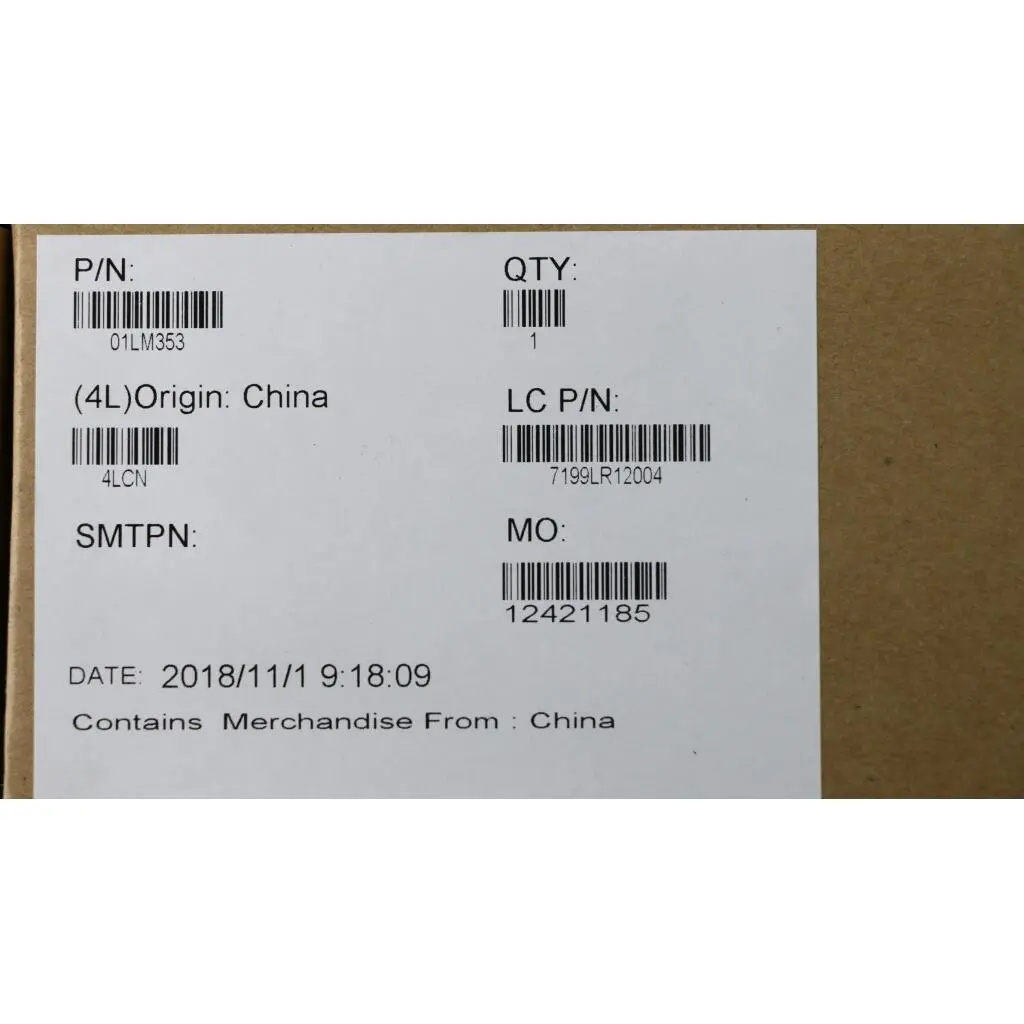 P/N:
01LM353
QTY:
1
(4L)Origin: China
4LCN
LC P/N:
7199LR12004
SMTPN:
MO:
12421185
DATE: 2018/11/1 9:18:09
Contains Merchandise From : China